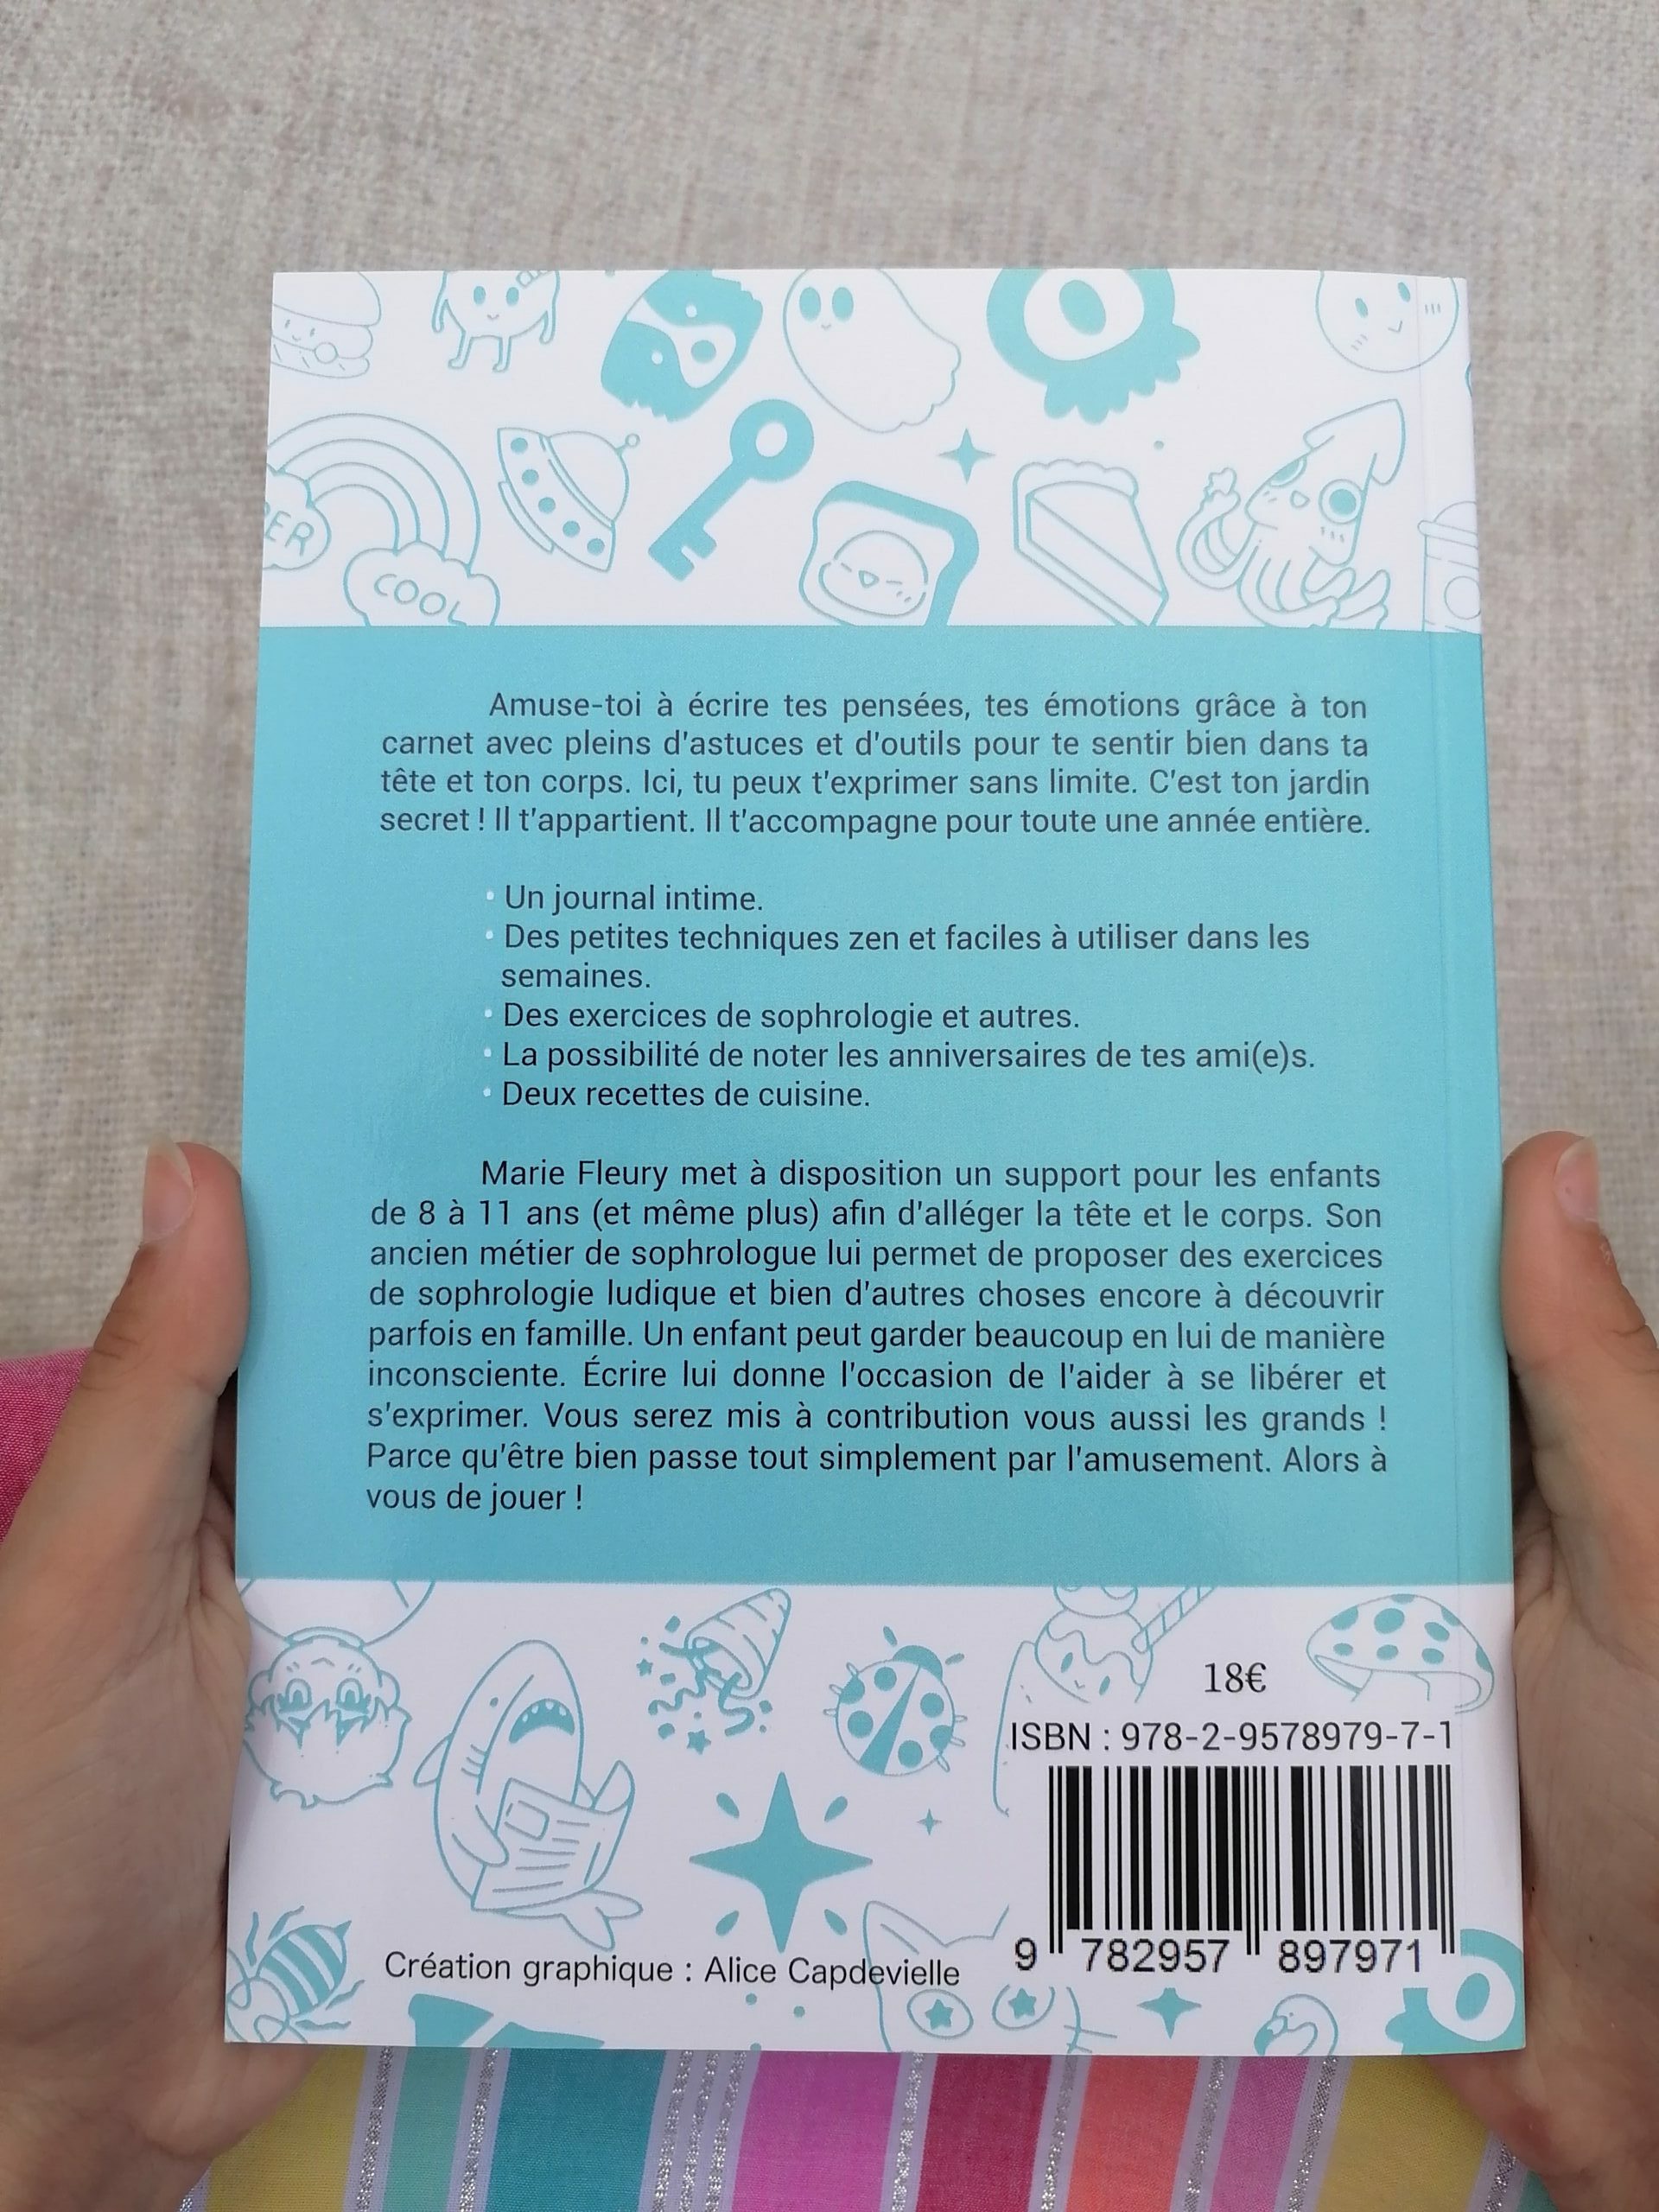 ER
COOL
Amuse-toi à écrire tes pensées, tes émotions grâce à ton
carnet avec pleins d'astuces et d'outils pour te sentir bien dans ta
tête et ton corps. Ici, tu peux t'exprimer sans limite. C'est ton jardin
secret ! Il t'appartient. Il t'accompagne pour toute une année entière.
• Un journal intime.
• Des petites techniques zen et faciles à utiliser dans les
semaines.
• Des exercices de sophrologie et autres.
• La possibilité de noter les anniversaires de tes ami(e)s.
• Deux recettes de cuisine.
Marie Fleury met à disposition un support pour les enfants
de 8 à 11 ans (et même plus) afin d'alléger la tête et le corps. Son
ancien métier de sophrologue lui permet de proposer des exercices
de sophrologie ludique et bien d'autres choses encore à découvrir
parfois en famille. Un enfant peut garder beaucoup en lui de manière
inconsciente. Écrire lui donne l'occasion de l'aider à se libérer et
s'exprimer. Vous serez mis à contribution vous aussi les grands !
Parce qu'être bien passe tout simplement par l'amusement. Alors à
vous de jouer !
18€
ISBN : 978-2-9578979-7-1
9 782957 897971
Création graphique : Alice Capdevielle